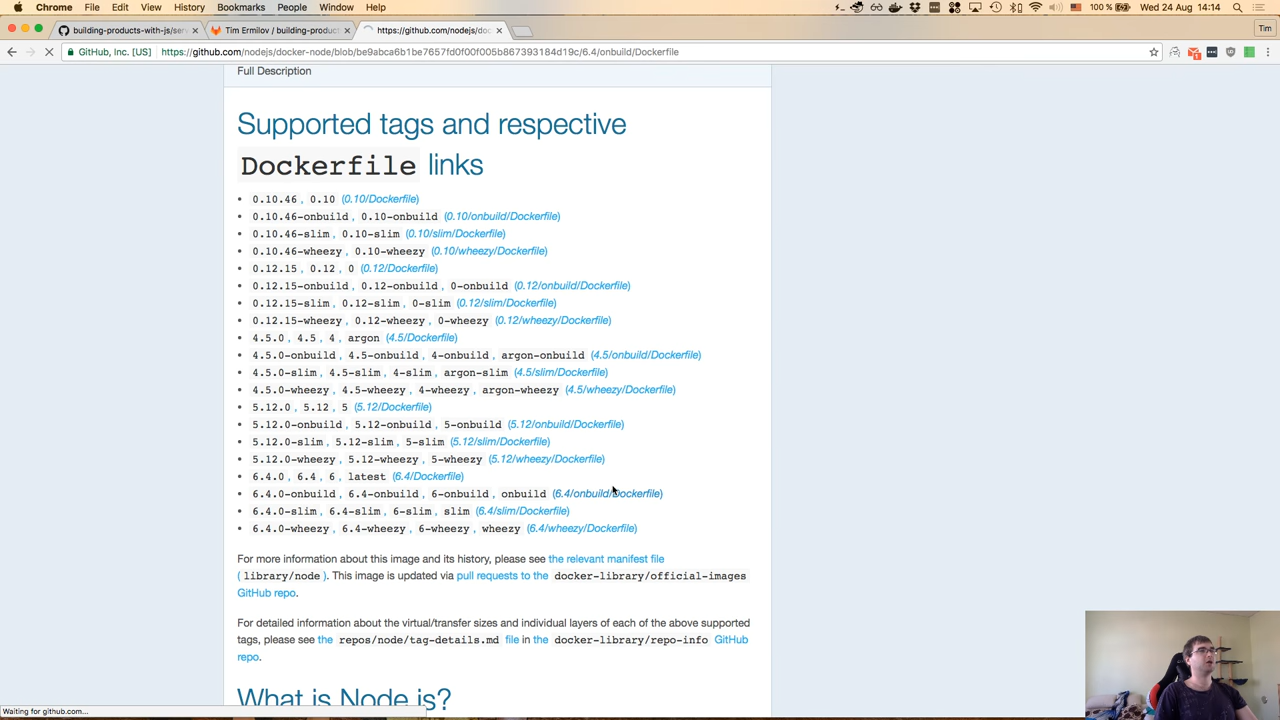 Chrome File Edit View History Bookmarks People Window Help 100 % Wed 24 Aug 14:14
building-products-with-js/ser Tim Ermilov / building-produc https://github.com/nodejs/doc Tim
GitHub, Inc. [US] https://github.com/nodejs/docker-node/blob/be9abca6b1be7657fd0f00f005b867393184d19c/6.4/onbuild/Dockerfile
Full Description
Supported tags and respective
Dockerfile links
• 0.10.46, 0.10 (0.10/Dockerfile)
• 0.10.46-onbuild, 0.10-onbuild (0.10/onbuild/Dockerfile)
• 0.10.46-slim, 0.10-slim (0.10/slim/Dockerfile)
• 0.10.46-wheezy, 0.10-wheezy (0.10/wheezy/Dockerfile)
• 0.12.15, 0.12, 0 (0.12/Dockerfile)
• 0.12.15-onbuild, 0.12-onbuild, 0-onbuild (0.12/onbuild/Dockerfile)
• 0.12.15-slim, 0.12-slim, 0-slim (0.12/slim/Dockerfile)
• 0.12.15-wheezy, 0.12-wheezy, 0-wheezy (0.12/wheezy/Dockerfile)
• 4.5.0, 4.5, 4, argon (4.5/Dockerfile)
• 4.5.0-onbuild, 4.5-onbuild, 4-onbuild, argon-onbuild (4.5/onbuild/Dockerfile)
• 4.5.0-slim, 4.5-slim, 4-slim, argon-slim (4.5/slim/Dockerfile)
• 4.5.0-wheezy, 4.5-wheezy, 4-wheezy, argon-wheezy (4.5/wheezy/Dockerfile)
• 5.12.0, 5.12, 5 (5.12/Dockerfile)
• 5.12.0-onbuild, 5.12-onbuild, 5-onbuild (5.12/onbuild/Dockerfile)
• 5.12.0-slim, 5.12-slim, 5-slim (5.12/slim/Dockerfile)
• 5.12.0-wheezy, 5.12-wheezy, 5-wheezy (5.12/wheezy/Dockerfile)
• 6.4.0, 6.4, 6, latest (6.4/Dockerfile)
• 6.4.0-onbuild, 6.4-onbuild, 6-onbuild, onbuild (6.4/onbuild/Dockerfile)
• 6.4.0-slim, 6.4-slim, 6-slim, slim (6.4/slim/Dockerfile)
• 6.4.0-wheezy, 6.4-wheezy, 6-wheezy, wheezy (6.4/wheezy/Dockerfile)
For more information about this image and its history, please see the relevant manifest file
( library/node ). This image is updated via pull requests to the docker-library/official-images
GitHub repo.
For detailed information about the virtual/transfer sizes and individual layers of each of the above supported
tags, please see the repos/node/tag-details.md file in the docker-library/repo-info GitHub
repo.
What is Node is?
Waiting for github.com...